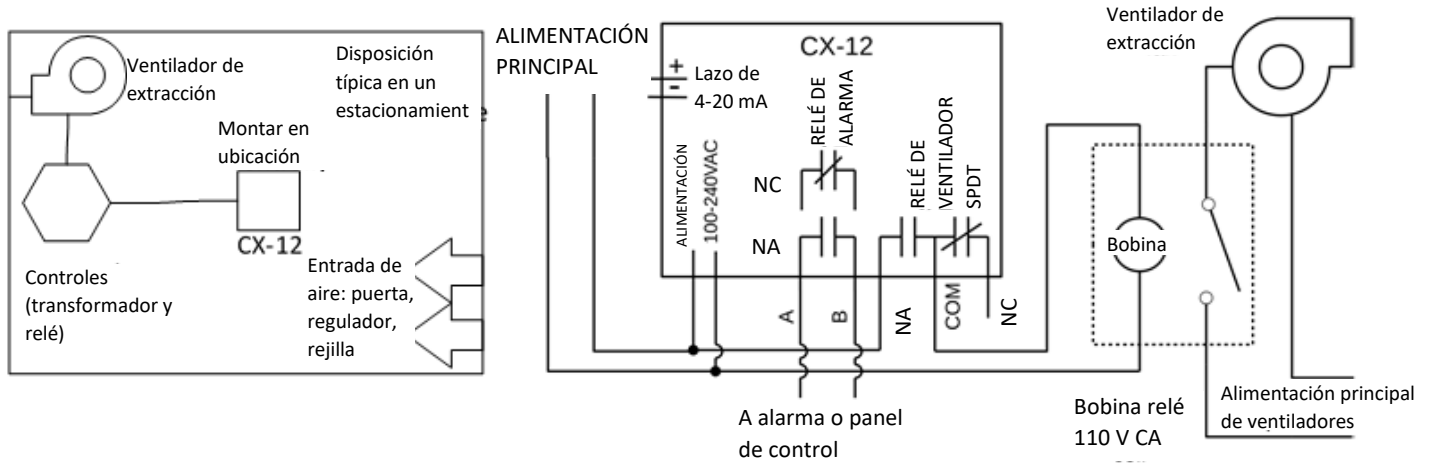 Ventilador de
extracción
Disposición
típica en un
estacionamient
Montar en
ubicación
CX-12
Controles
(transformador y
relé)
Entrada de
aire: puerta,
regulador,
rejilla
ALIMENTACIÓN
PRINCIPAL
CX-12
+
-
Lazo de
4-20 mA
ALIMENTACIÓN
100-240VAC
RELÉ DE
ALARMA
NC
NA
RELÉ DE
VENTILADOR
SPDT
A
B
NA
COM
NC
A alarma o panel
de control
Ventilador de
extracción
Bobina
Bobina relé
110 V CA
Alimentación principal
de ventiladores